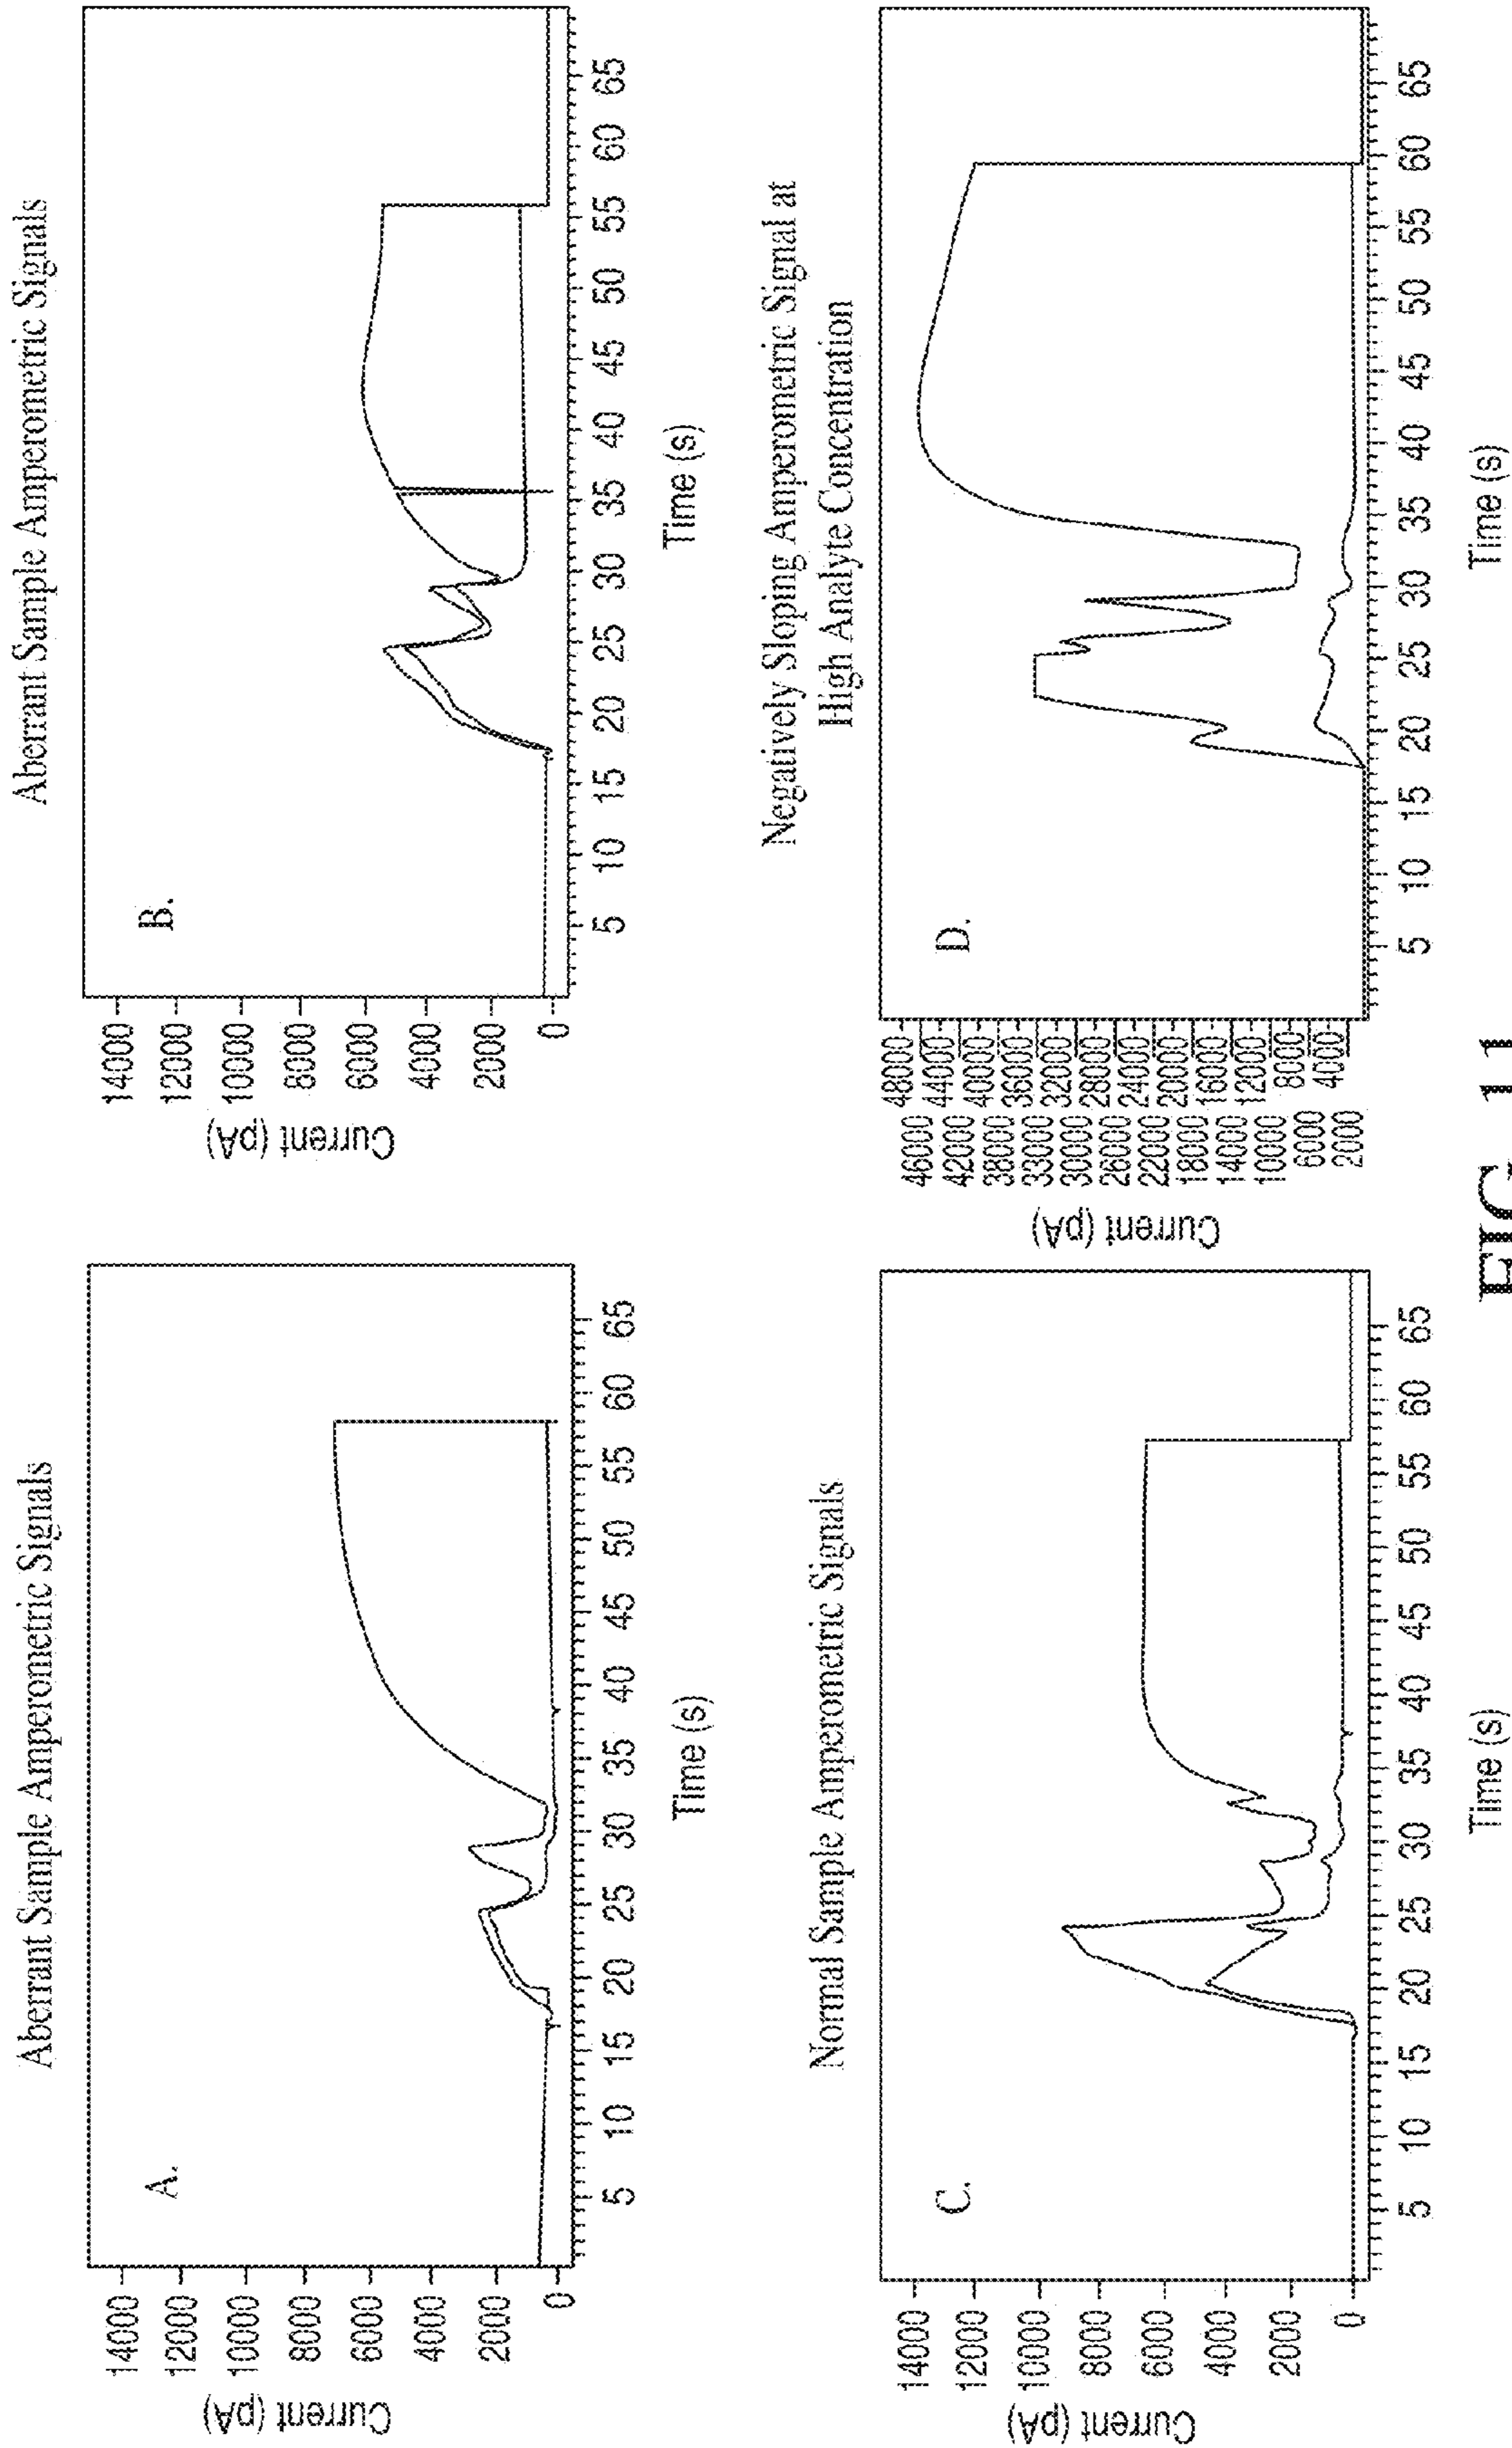 Aberrant Sample Amperometric Signals
A.
Current (pA)
14000
12000
10000
8000
6000
4000
2000
0
5 10 15 20 25 30 35 40 45 50 55 60 65
Time (s)
Aberrant Sample Amperometric Signals
B.
Current (pA)
14000
12000
10000
8000
6000
4000
2000
0
5 10 15 20 25 30 35 40 45 50 55 60 65
Time (s)
Normal Sample Amperometric Signals
C.
Current (pA)
14000
12000
10000
8000
6000
4000
2000
0
5 10 15 20 25 30 35 40 45 50 55 60 65
Time (s)
Negatively Sloping Amperometric Signal at
High Analyte Concentration
D.
Current (pA)
48000
46000
44000
42000
40000
38000
36000
33000
32000
30000
28000
26000
24000
22000
20000
18000
16000
14000
12000
10000
8000
6000
4000
2000
5 10 15 20 25 30 35 40 45 50 55 60 65
Time (s)
FIG. 11